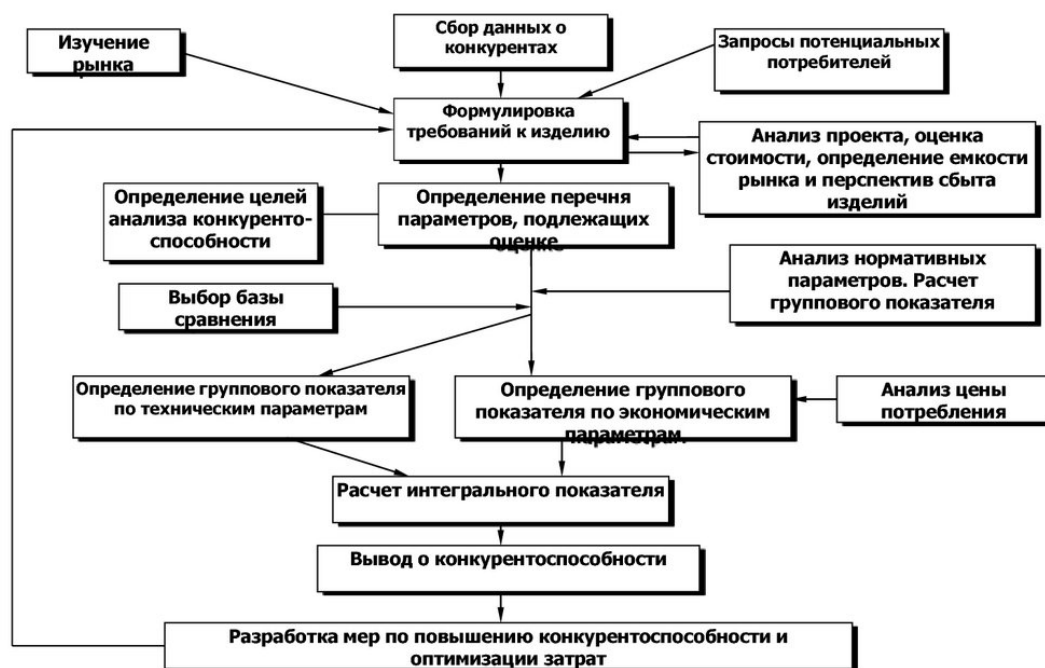 Сбор данных о
конкурентах
Изучение
рынка
Запросы потенциальных
потребителей
Формулировка
требований к изделию
Анализ проекта, оценка
стоимости, определение емкости
рынка и перспектив сбыта
изделий
Определение целей
анализа конкуренто-
способности
Определение перечня
параметров, подлежащих
оценке.
Анализ нормативных
параметров. Расчет
группового показателя
Выбор базы
сравнения
Определение группового показателя
по техническим параметрам
Определение группового
показателя по экономическим
параметрам.
Анализ цены
потребления
Расчет интегрального показателя
Вывод о конкурентоспособности
Разработка мер по повышению конкурентоспособности и
оптимизации затрат